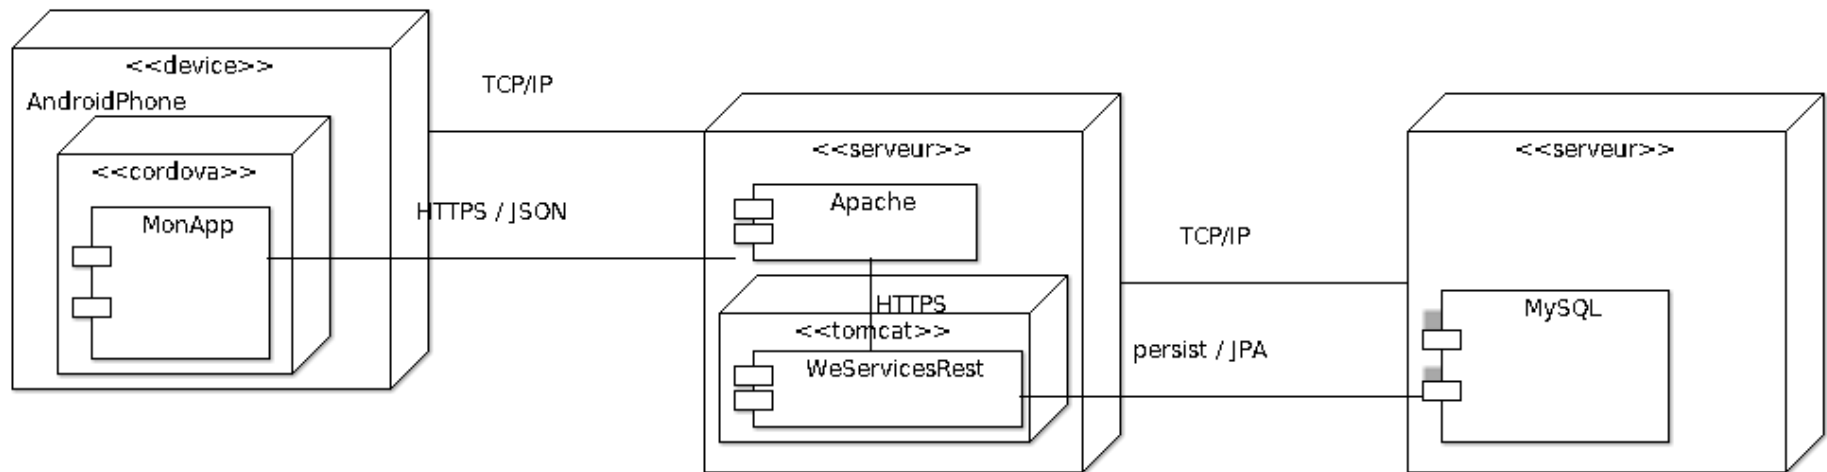 <<device>>
AndroidPhone
<<cordova>>
MonApp
TCP/IP
HTTPS / JSON
<<serveur>>
Apache
HTTPS
<<tomcat>>
WeServicesRest
TCP/IP
persist / JPA
<<serveur>>
MySQL